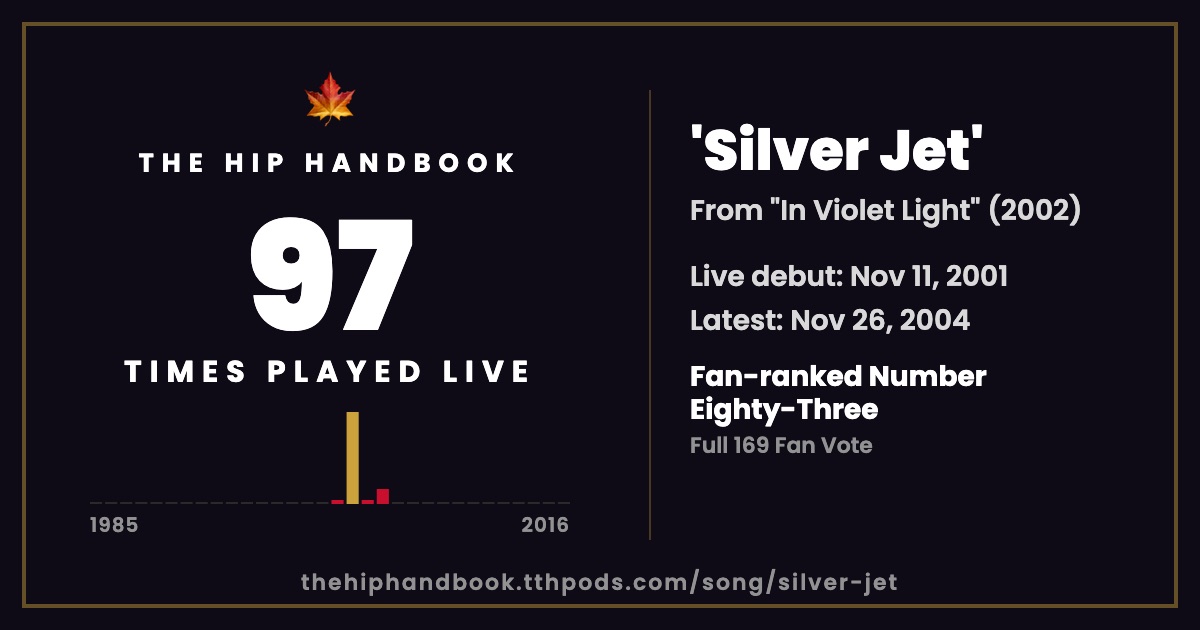 THE HIP HANDBOOK
97
TIMES PLAYED LIVE
1985
2016
'Silver Jet'
From "In Violet Light" (2002)
Live debut: Nov 11, 2001
Latest: Nov 26, 2004
Fan-ranked Number
Eighty-Three
Full 169 Fan Vote
thehiphandbook.tthpods.com/song/silver-jet